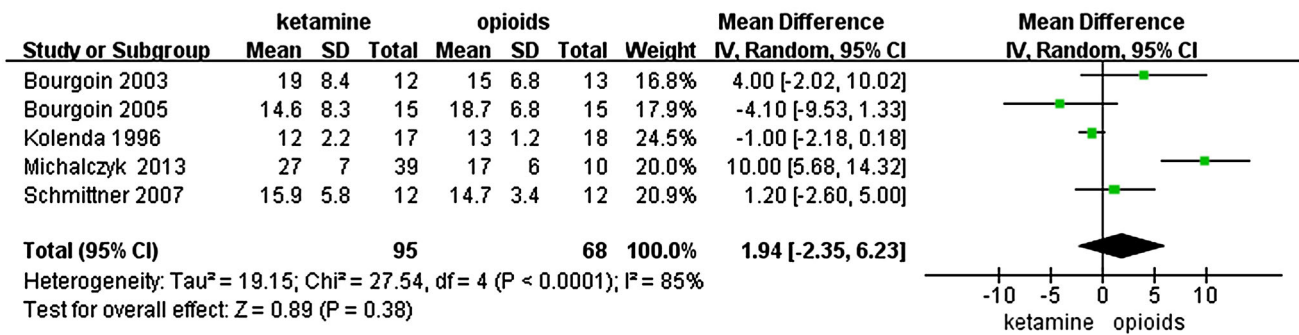 ketamine opioids Mean Difference Mean Difference
Study or Subgroup Mean SD Total Mean SD Total Weight IV, Random, 95% CI IV, Random, 95% CI
Bourgoin 2003 19 8.4 12 15 6.8 13 16.8% 4.00 [-2.02, 10.02]
Bourgoin 2005 14.6 8.3 15 18.7 6.8 15 17.9% -4.10 [-9.53, 1.33]
Kolenda 1996 12 2.2 17 13 1.2 18 24.5% -1.00 [-2.18, 0.18]
Michalczyk 2013 27 7 39 17 6 10 20.0% 10.00 [5.68, 14.32]
Schmittner 2007 15.9 5.8 12 14.7 3.4 12 20.9% 1.20 [-2.60, 5.00]
Total (95% CI) 95 68 100.0% 1.94 [-2.35, 6.23]
Heterogeneity: Tau² = 19.15; Chi² = 27.54, df = 4 (P < 0.0001); I² = 85%
Test for overall effect: Z = 0.89 (P = 0.38)
-10 -5 0 5 10
ketamine opioids